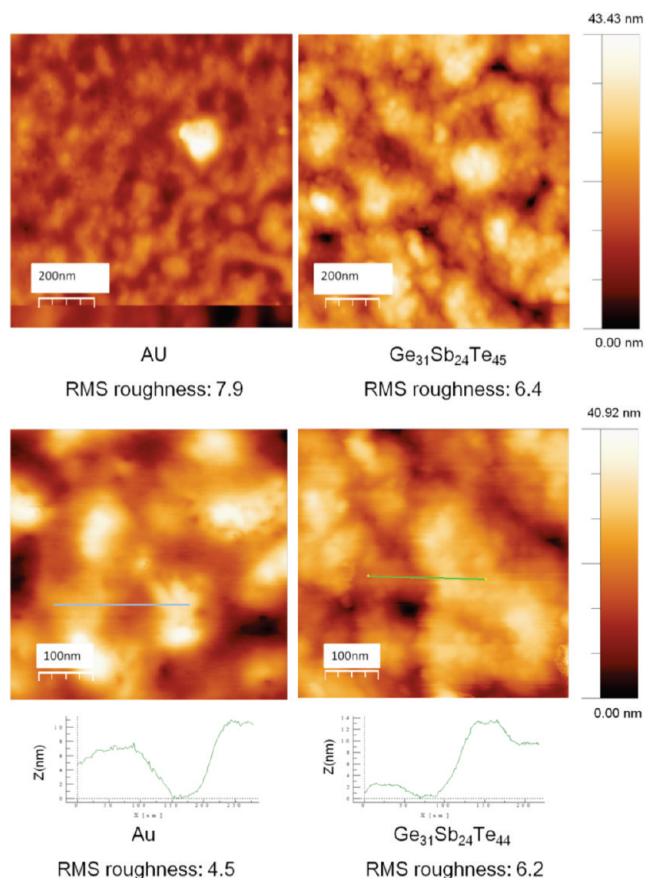 43.43 nm
200nm
200nm
0.00 nm
AU
Ge31Sb24Te45
RMS roughness: 7.9
RMS roughness: 6.4
40.92 nm
100nm
100nm
0.00 nm
Z(nm)
Z(nm)
Au
Ge31Sb24Te44
RMS roughness: 4.5
RMS roughness: 6.2